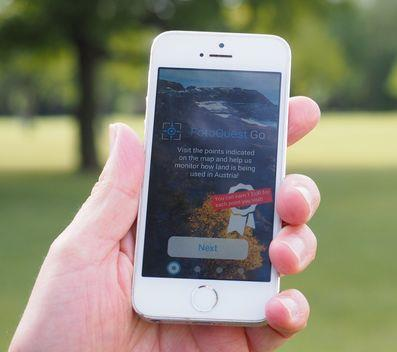 FotoQuest Go
Visit the points indicated
on the map and help us
monitor how land is being
used in Austria!
You can earn 1 EUR for
each point you visit!
Next